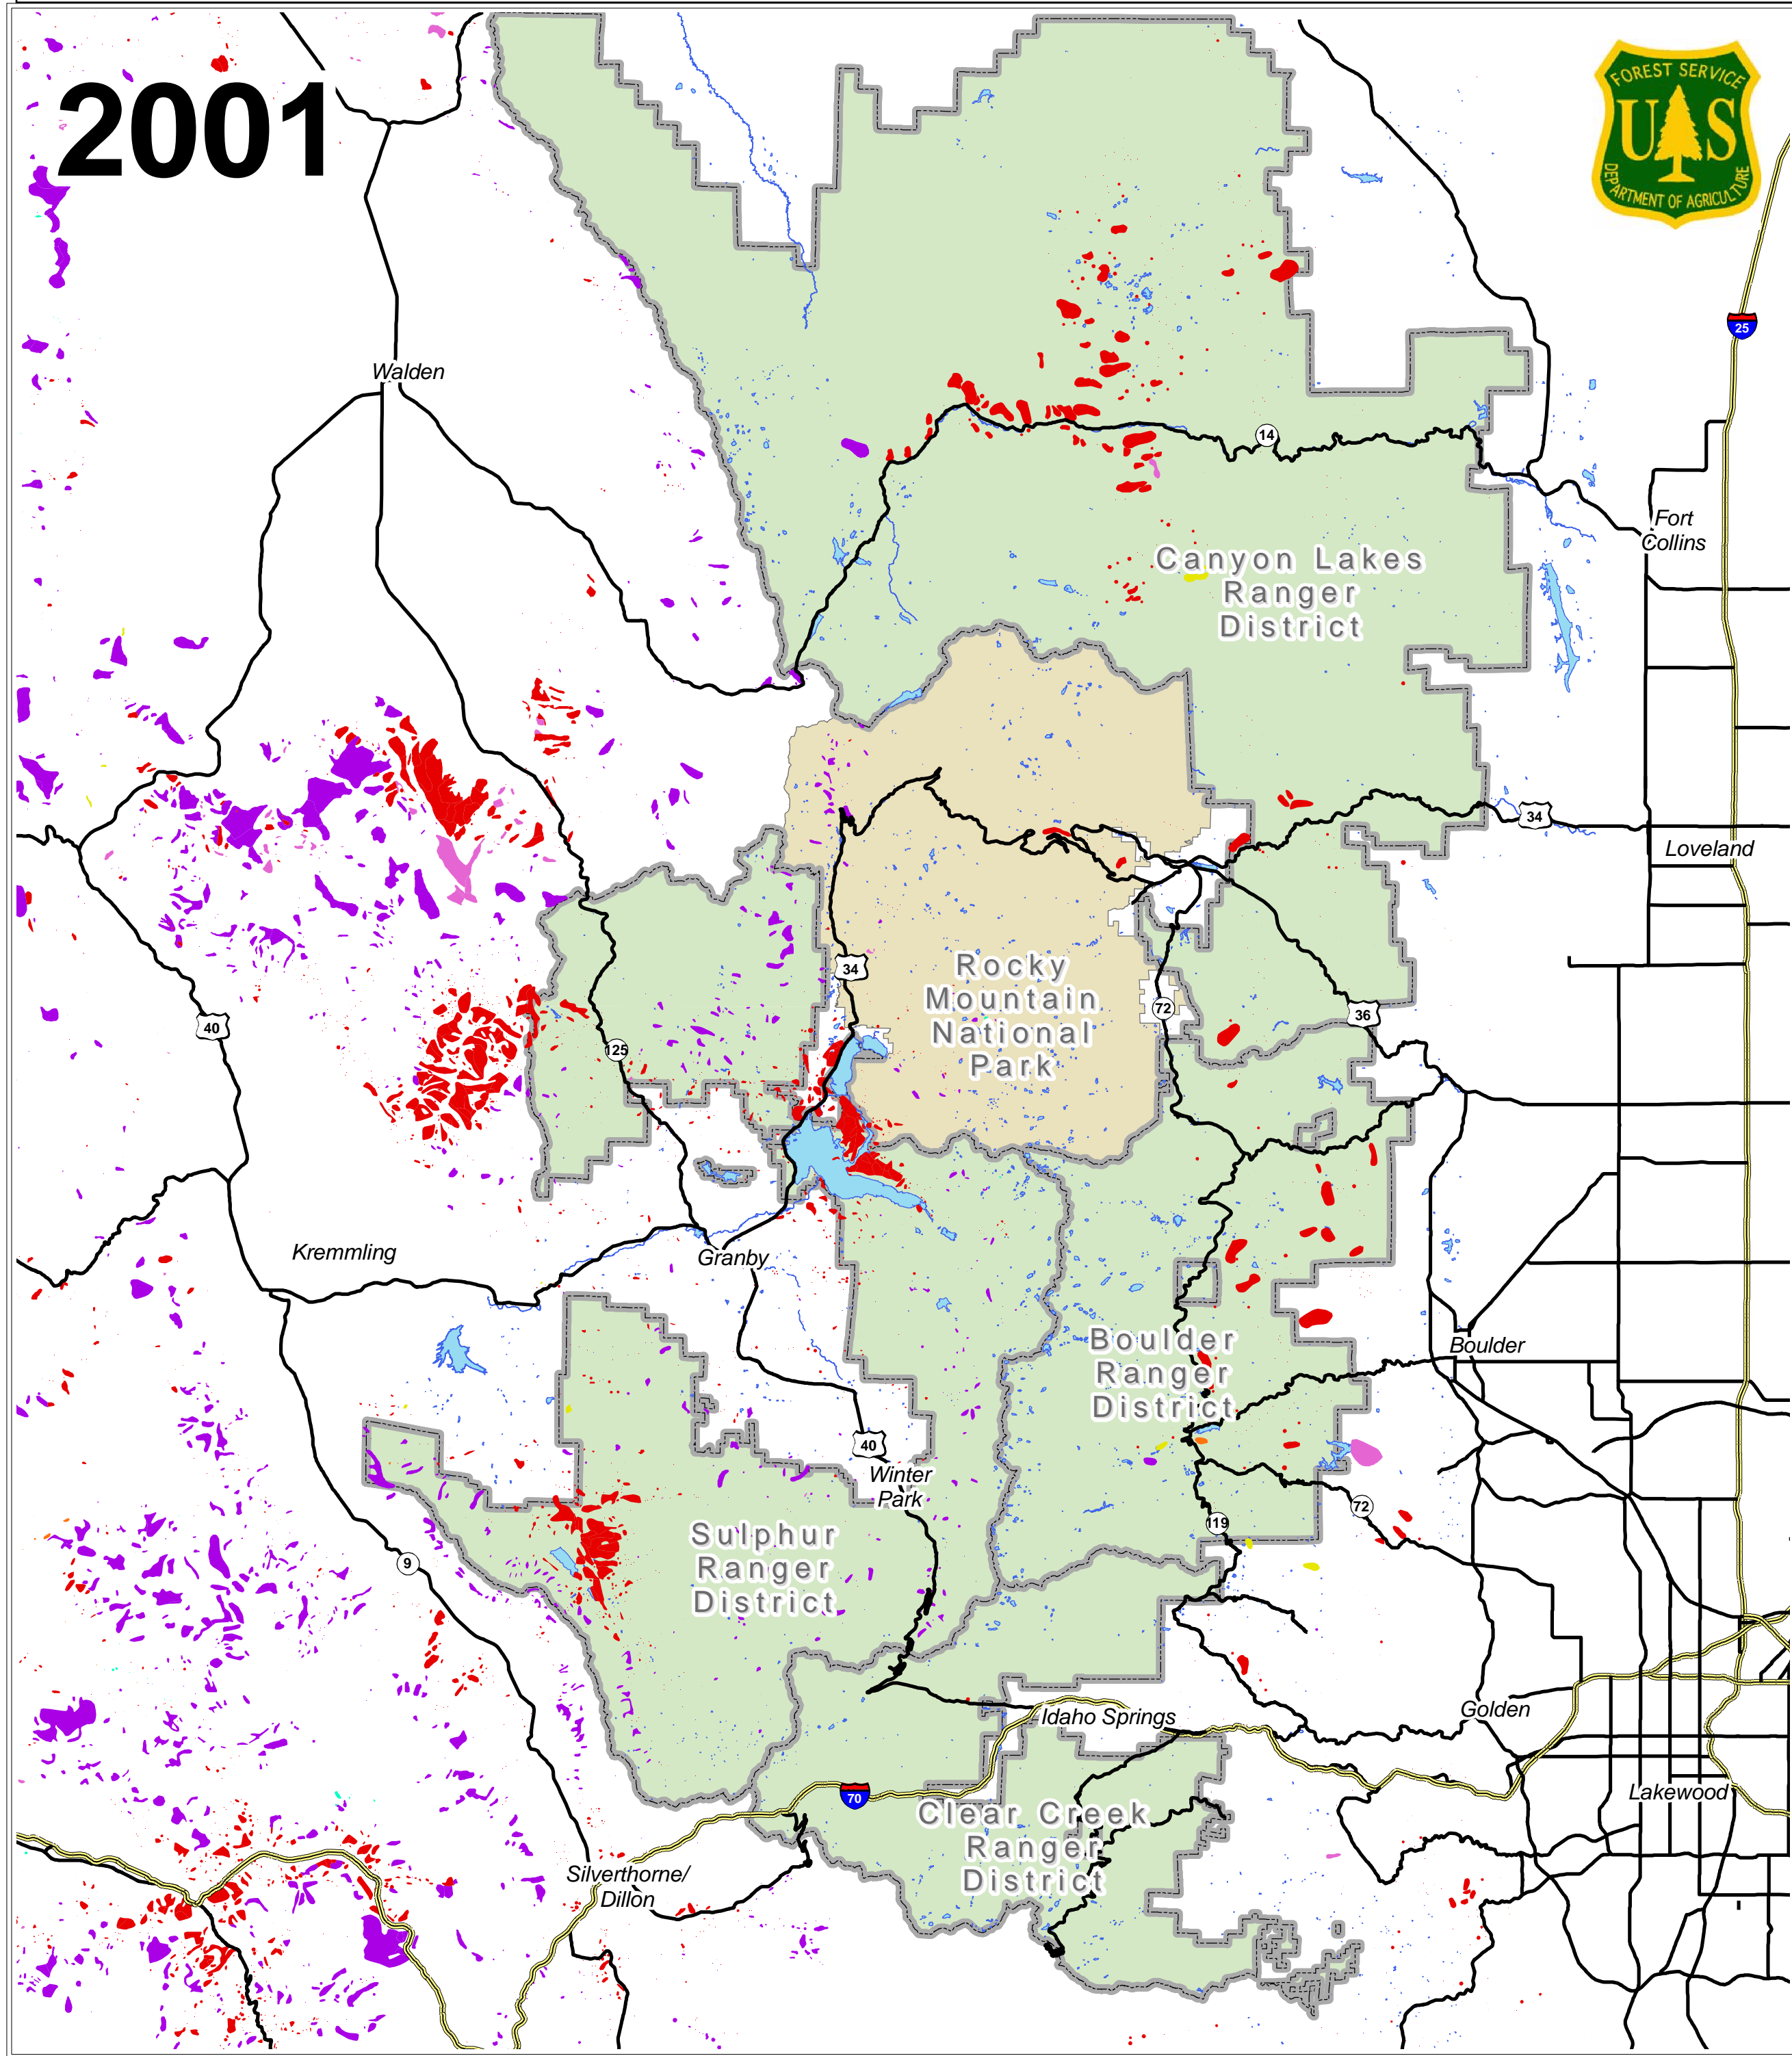 2001
FOREST SERVICE
U S
DEPARTMENT OF AGRICULTURE
25
Walden
14
Fort
Collins
Canyon Lakes
Ranger
District
34
Loveland
Rocky
Mountain
National
Park
34
72
36
40
125
Kremmling
Granby
Boulder
Ranger
District
Boulder
40
Winter
Park
72
119
Sulphur
Ranger
District
9
Idaho Springs
Golden
70
Clear Creek
Ranger
District
Lakewood
Silverthorne/
Dillon